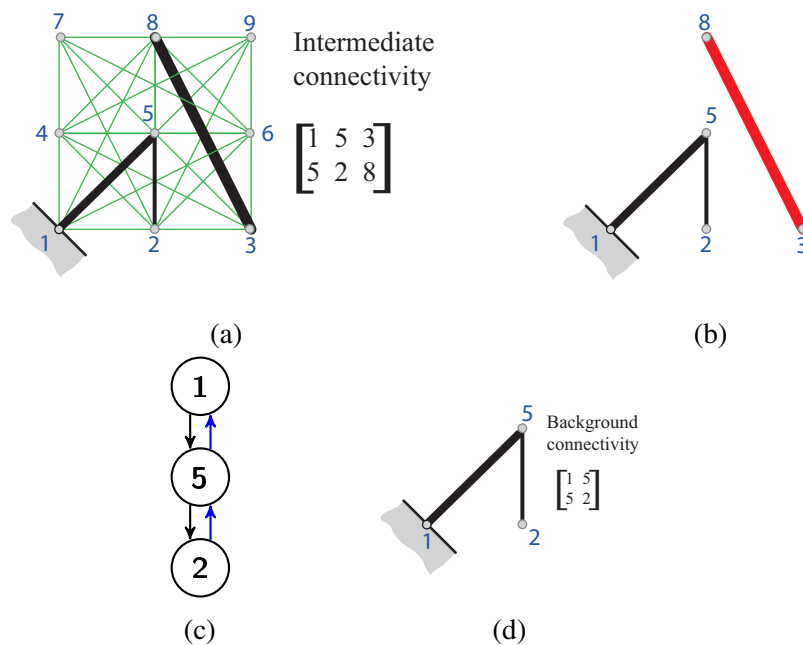 7 8 9
Intermediate
connectivity
4 5 6
[1 5 3
5 2 8]
1 2 3
(a)
8
5
1 2 3
(b)
1
5
2
(c)
5
Background
connectivity
[1 5
5 2]
1 2
(d)